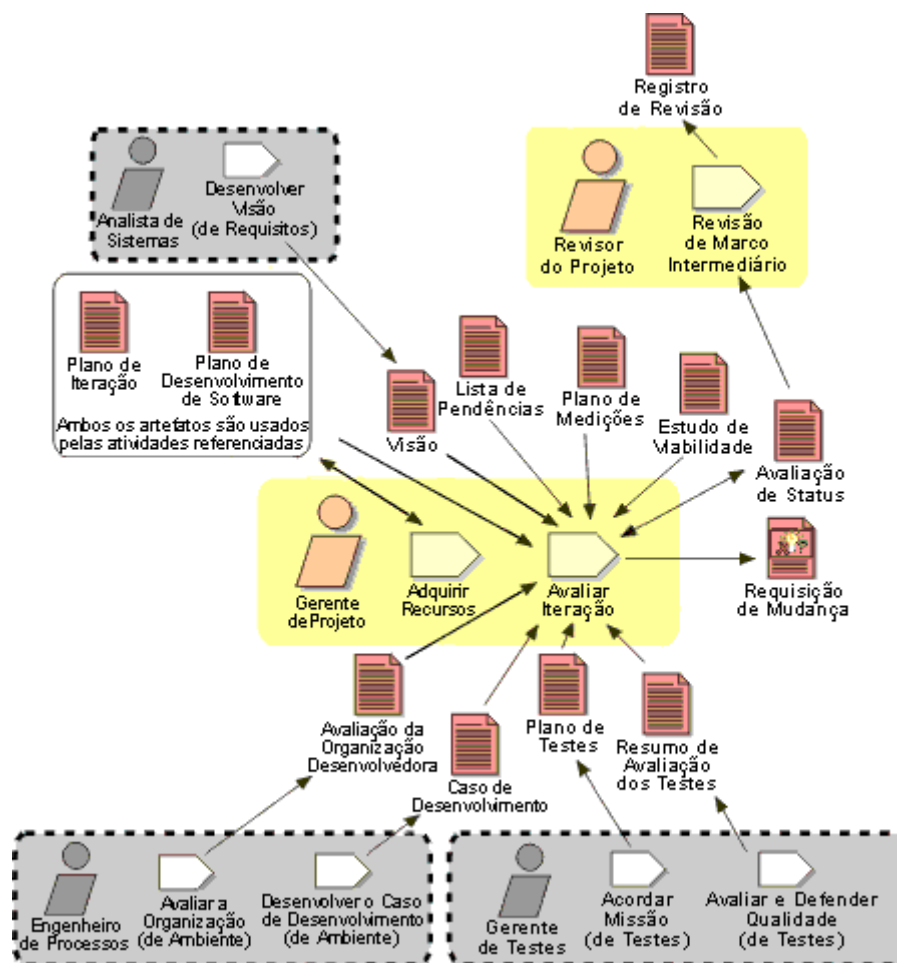 Registro
de Revisão
Desenvolver
Visão
(de Requisitos)
Analista de
Sistemas
Revisor
do Projeto
Revisão
de Marco
Intermediário
Plano de
Iteração
Plano de
Desenvolvimento
de Software
Ambos os artefatos são usados
pelas atividades referenciadas
Visão
Lista de
Pendências
Plano de
Medições
Estudo de
Viabilidade
Avaliação
de Status
Gerente
de Projeto
Adquirir
Recursos
Avaliar
Iteração
Requisição
de Mudança
Avaliação da
Organização
Desenvolvedora
Caso de
Desenvolvimento
Plano de
Testes
Resumo de
Avaliação
dos Testes
Engenheiro
de Processos
Avaliar a
Organização
(de Ambiente)
Desenvolver o Caso
de Desenvolvimento
(de Ambiente)
Gerente
de Testes
Acordar
Missão
(de Testes)
Avaliar e Defender
Qualidade
(de Testes)